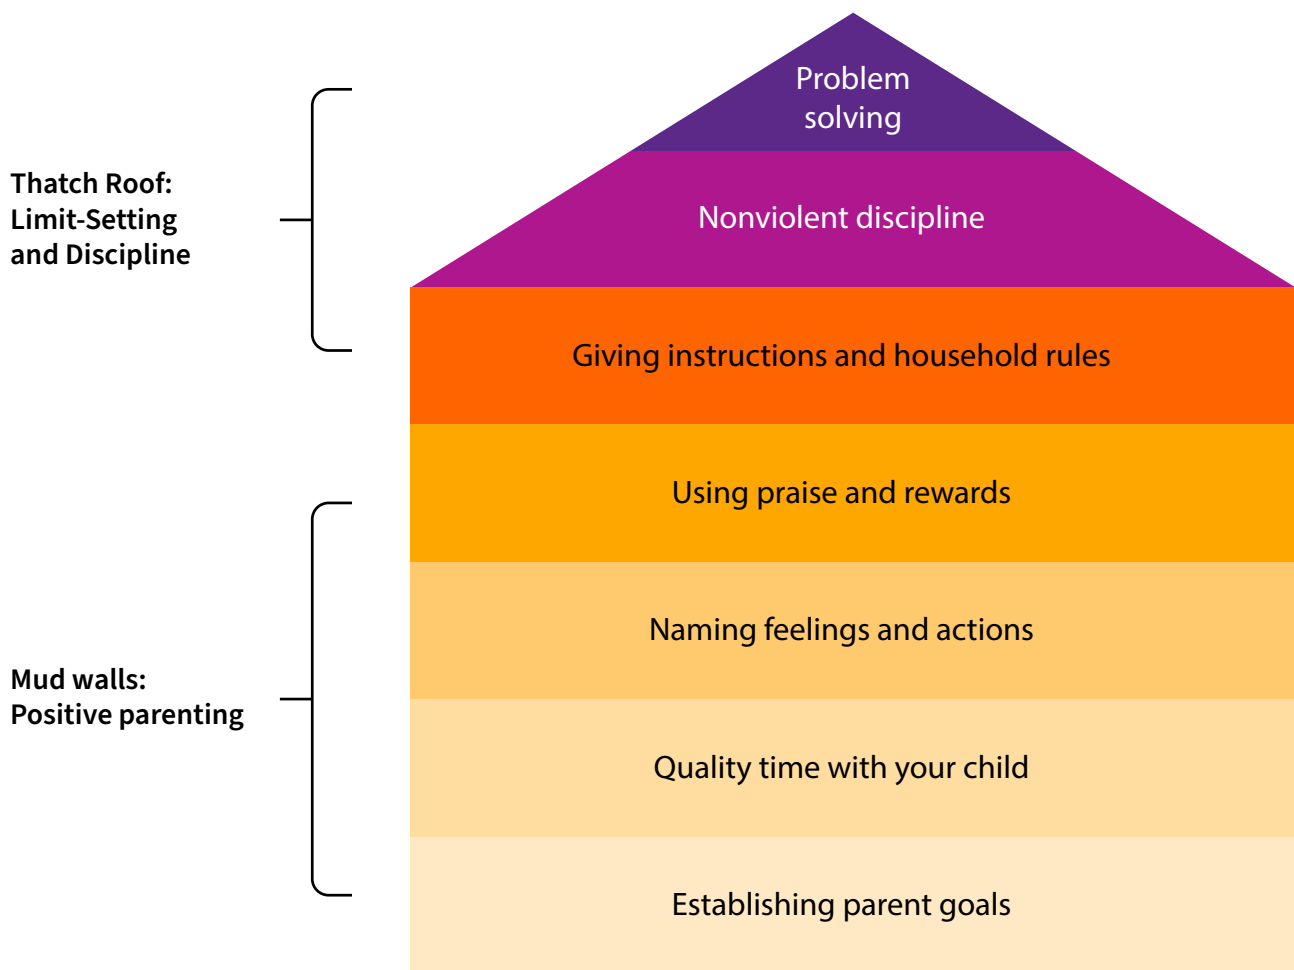 Problem
solving
Thatch Roof:
Limit-Setting
and Discipline
Nonviolent discipline
Giving instructions and household rules
Using praise and rewards
Naming feelings and actions
Mud walls:
Positive parenting
Quality time with your child
Establishing parent goals